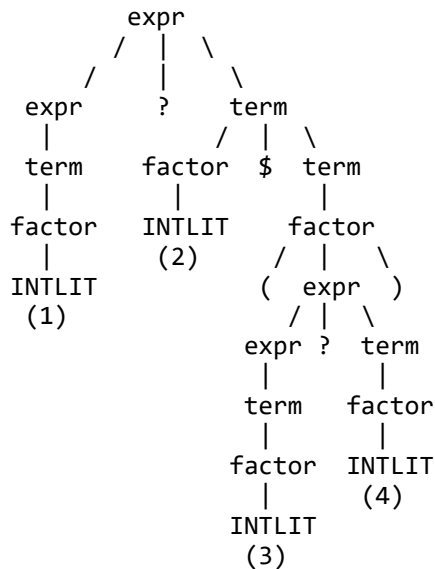 expr
/ | \
/ | \
expr ? term
| / | \
term factor $ term
| | |
factor INTLIT factor
| (2) / | \
INTLIT ( expr )
(1) / | \
expr ? term
| |
term factor
| |
factor INTLIT
| (4)
INTLIT
(3)